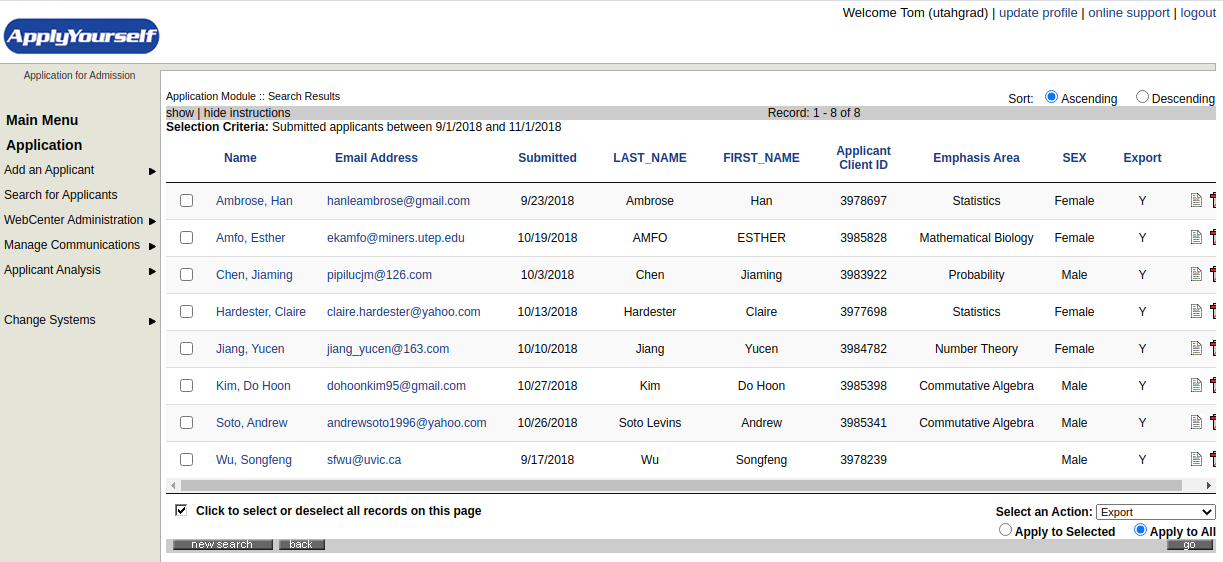 Welcome Tom (utahgrad) | update profile | online support | logout
ApplyYourself
Application for Admission
Main Menu
Application
Add an Applicant
Search for Applicants
WebCenter Administration
Manage Communications
Applicant Analysis
Change Systems
Application Module :: Search Results
Sort: Ascending Descending
show | hide instructions Record: 1 - 8 of 8
Selection Criteria: Submitted applicants between 9/1/2018 and 11/1/2018
Name Email Address Submitted LAST_NAME FIRST_NAME Applicant Client ID Emphasis Area SEX Export
Ambrose, Han hanleambrose@gmail.com 9/23/2018 Ambrose Han 3978697 Statistics Female Y
Amfo, Esther ekamfo@miners.utep.edu 10/19/2018 AMFO ESTHER 3985828 Mathematical Biology Female Y
Chen, Jiaming pipilucjm@126.com 10/3/2018 Chen Jiaming 3983922 Probability Male Y
Hardester, Claire claire.hardester@yahoo.com 10/13/2018 Hardester Claire 3977698 Statistics Female Y
Jiang, Yucen jiang_yucen@163.com 10/10/2018 Jiang Yucen 3984782 Number Theory Female Y
Kim, Do Hoon dohoonkim95@gmail.com 10/27/2018 Kim Do Hoon 3985398 Commutative Algebra Male Y
Soto, Andrew andrewsoto1996@yahoo.com 10/26/2018 Soto Levins Andrew 3985341 Commutative Algebra Male Y
Wu, Songfeng sfwu@uvic.ca 9/17/2018 Wu Songfeng 3978239 Male Y
Click to select or deselect all records on this page
Select an Action: Export
Apply to Selected Apply to All
new search back go